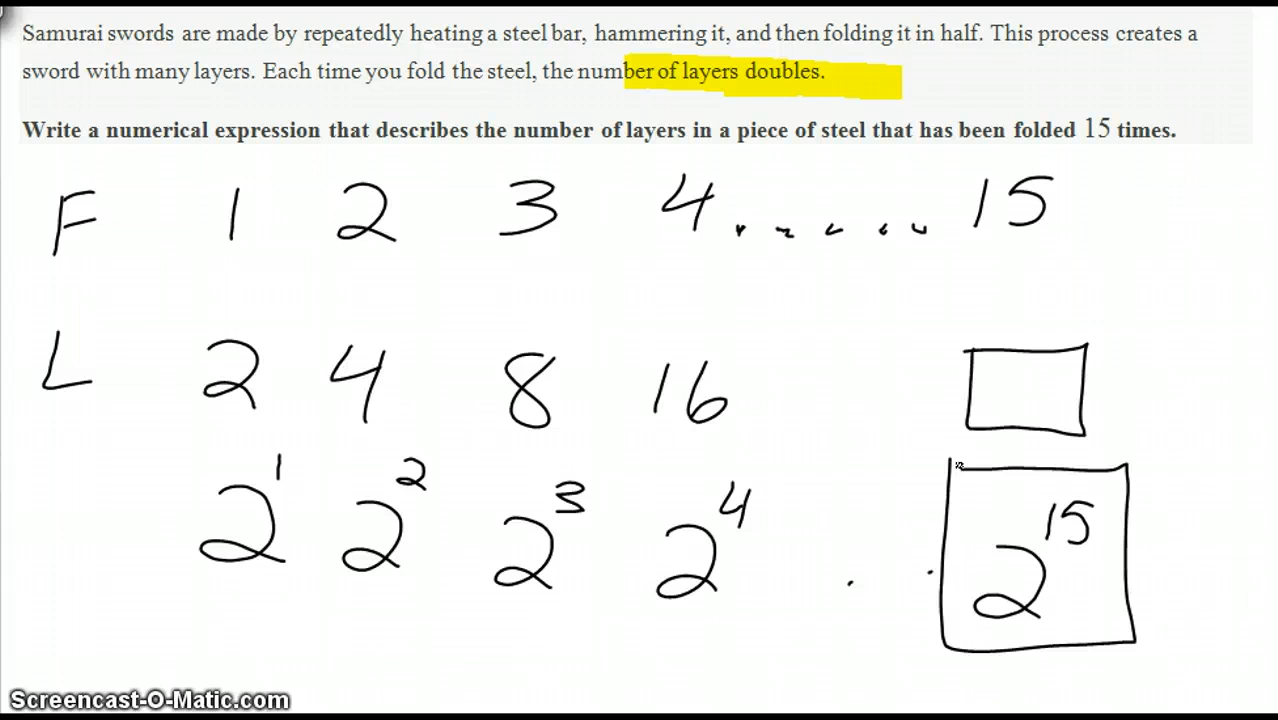 Samurai swords are made by repeatedly heating a steel bar, hammering it, and then folding it in half. This process creates a
sword with many layers. Each time you fold the steel, the number of layers doubles.
Write a numerical expression that describes the number of layers in a piece of steel that has been folded 15 times.
F 1 2 3 4 . . . . . 15
L 2 4 8 16
2¹ 2² 2³ 2⁴ . . 2¹⁵
Screencast-O-Matic.com